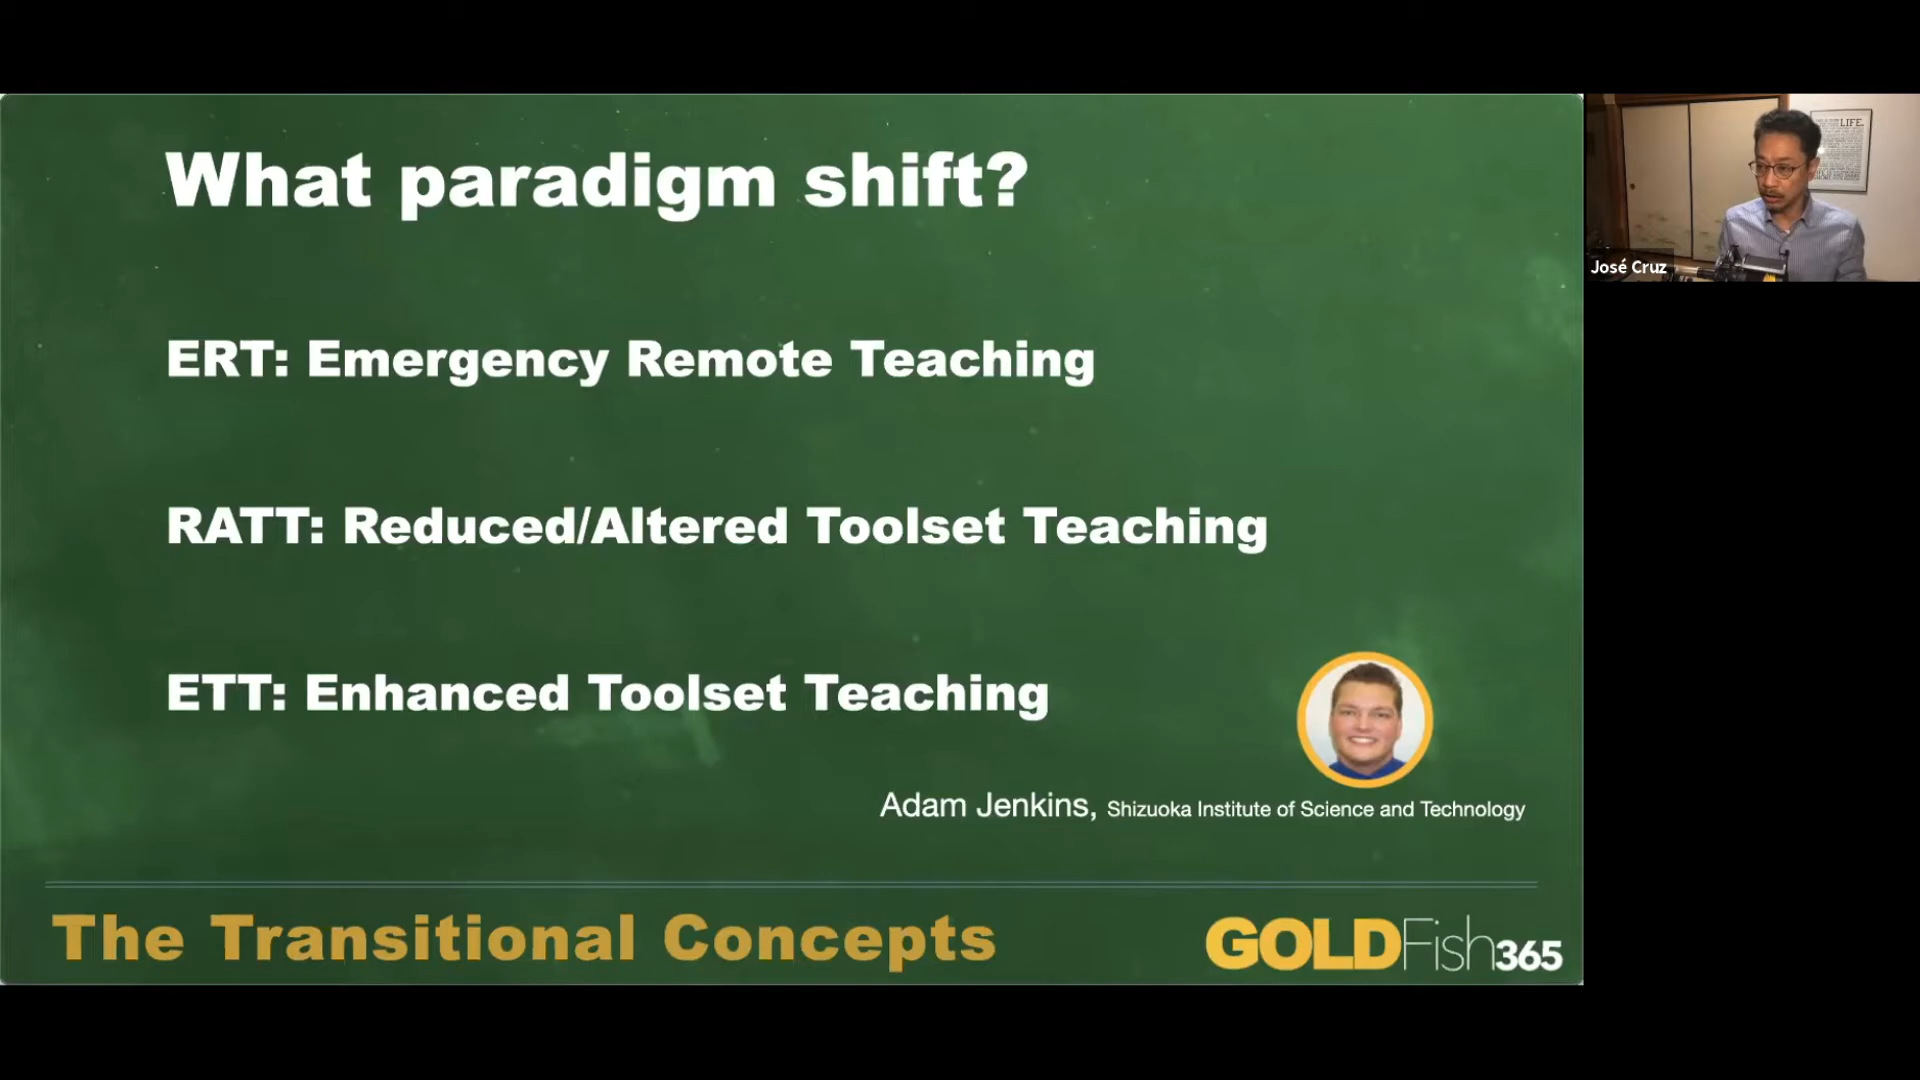 What paradigm shift?
ERT: Emergency Remote Teaching
RATT: Reduced/Altered Toolset Teaching
ETT: Enhanced Toolset Teaching
Adam Jenkins, Shizuoka Institute of Science and Technology
The Transitional Concepts
GOLDFish365
LIFE.
José Cruz